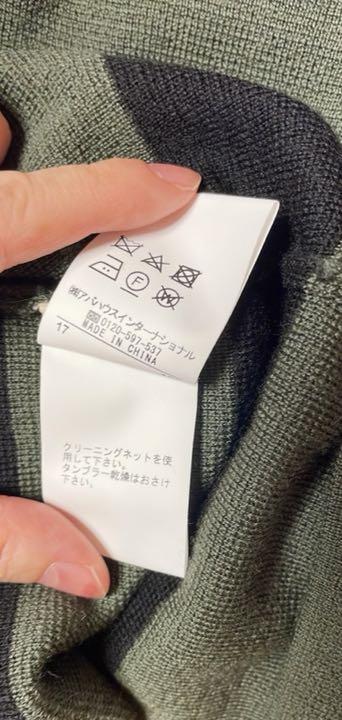 F
W
㈱アバハウスインターナショナル
0120-597-537
MADE IN CHINA
17
クリーニングネットを使
用して下さい。
タンブラー乾燥はおさけ
下さい。